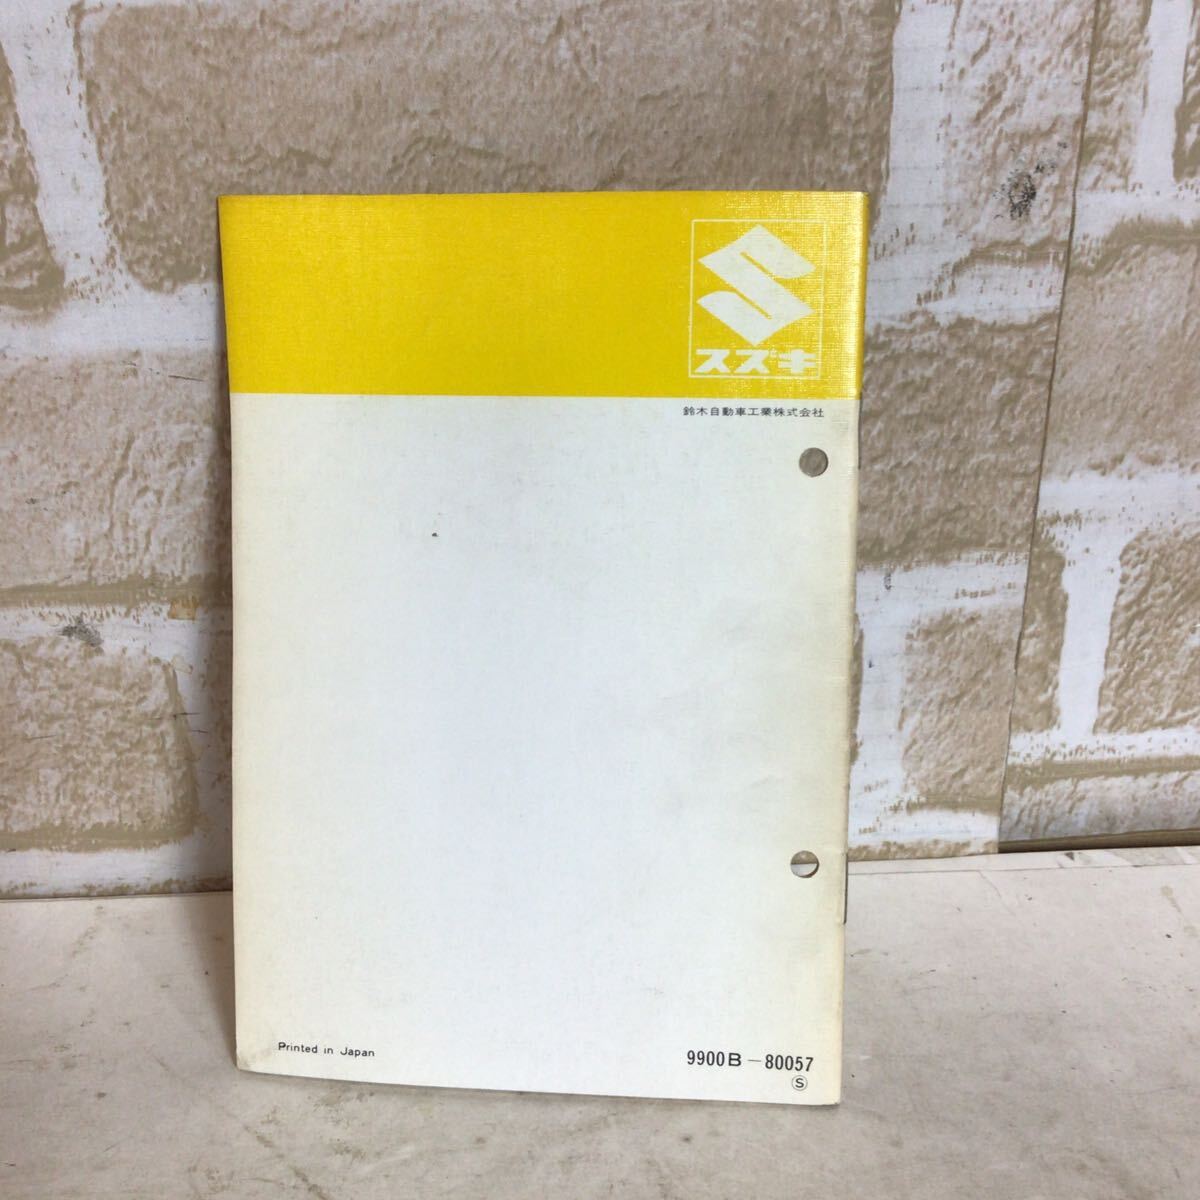 スズキ
鈴木自動車工業株式会社
Printed in Japan
9900B-80057
Ⓢ